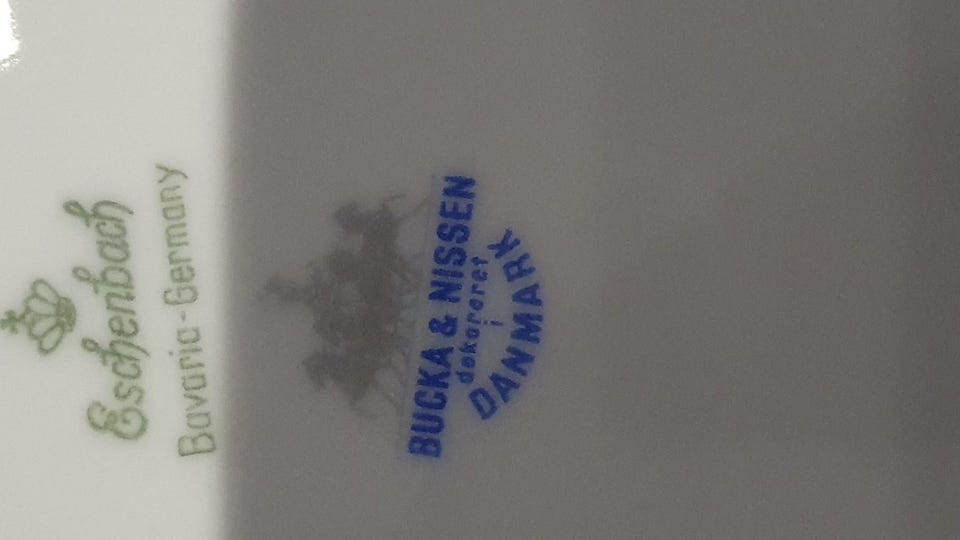 Eschenbach
Bavaria-Germany
BUCKA & NISSEN
dekoreret
i
DANMARK